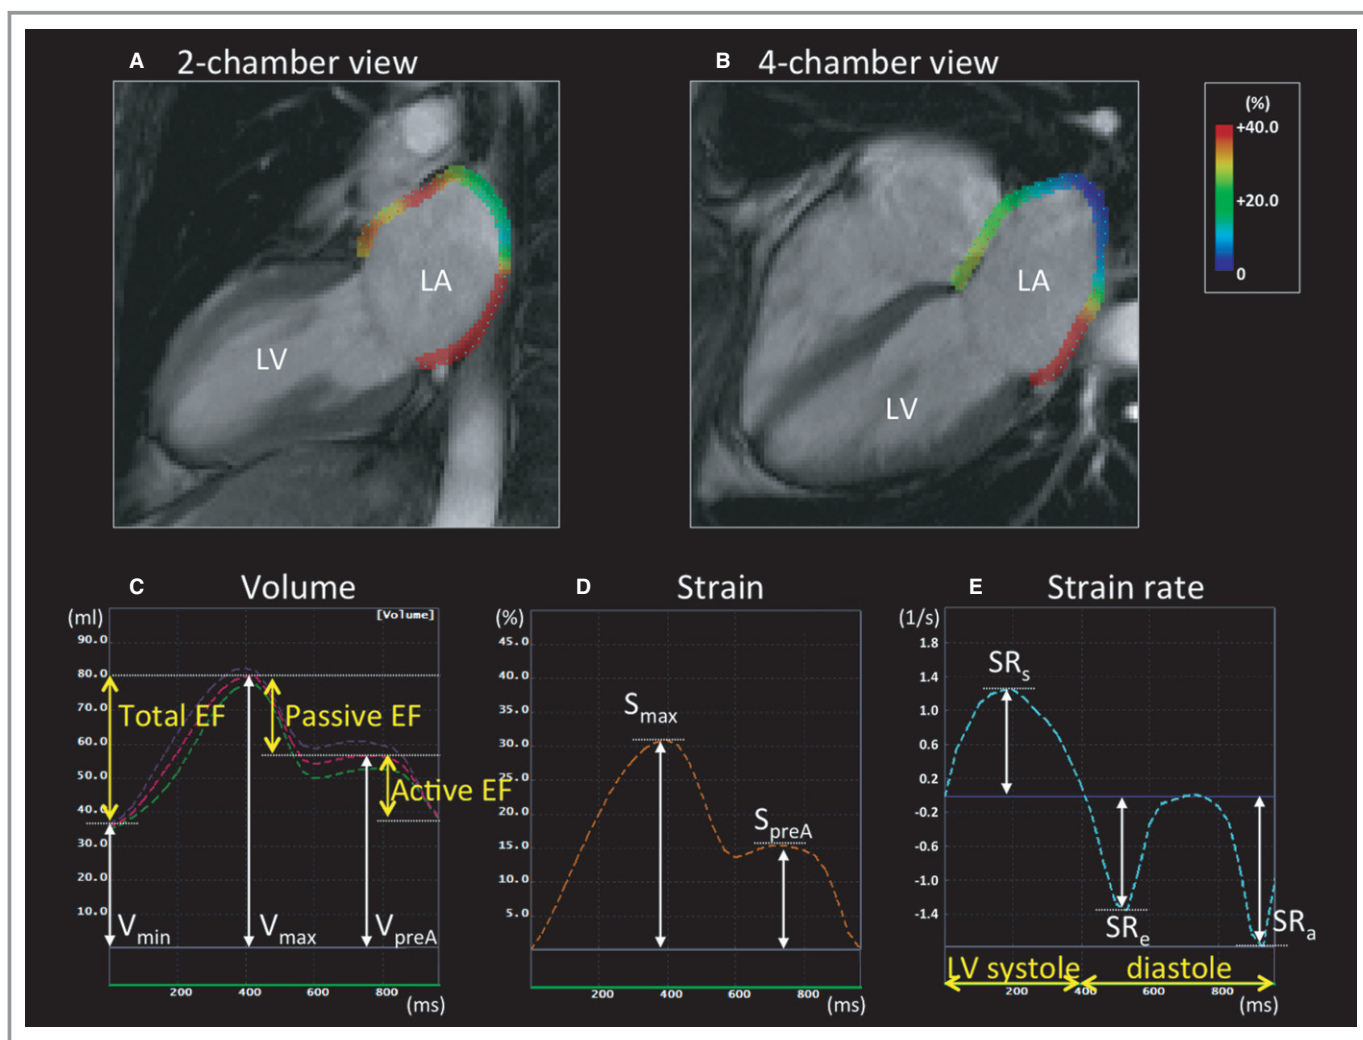 A 2-chamber view
B 4-chamber view
LA
LV
LA
LV
(%)
+40.0
+20.0
0
C Volume
(ml)
[Volume]
90.0
80.0
70.0
60.0
50.0
40.0
30.0
20.0
10.0
Total EF
Passive EF
Active EF
Vmin
Vmax
VpreA
200 400 600 800
(ms)
D Strain
(%)
45.0
40.0
35.0
30.0
25.0
20.0
15.0
10.0
5.0
Smax
SpreA
200 400 600 800
(ms)
E Strain rate
(1/s)
1.8
1.4
1.0
0.6
0.2
-0.2
-0.6
-1.0
-1.4
SRs
SRe
SRa
LV systole diastole
200 400 600 800
(ms)